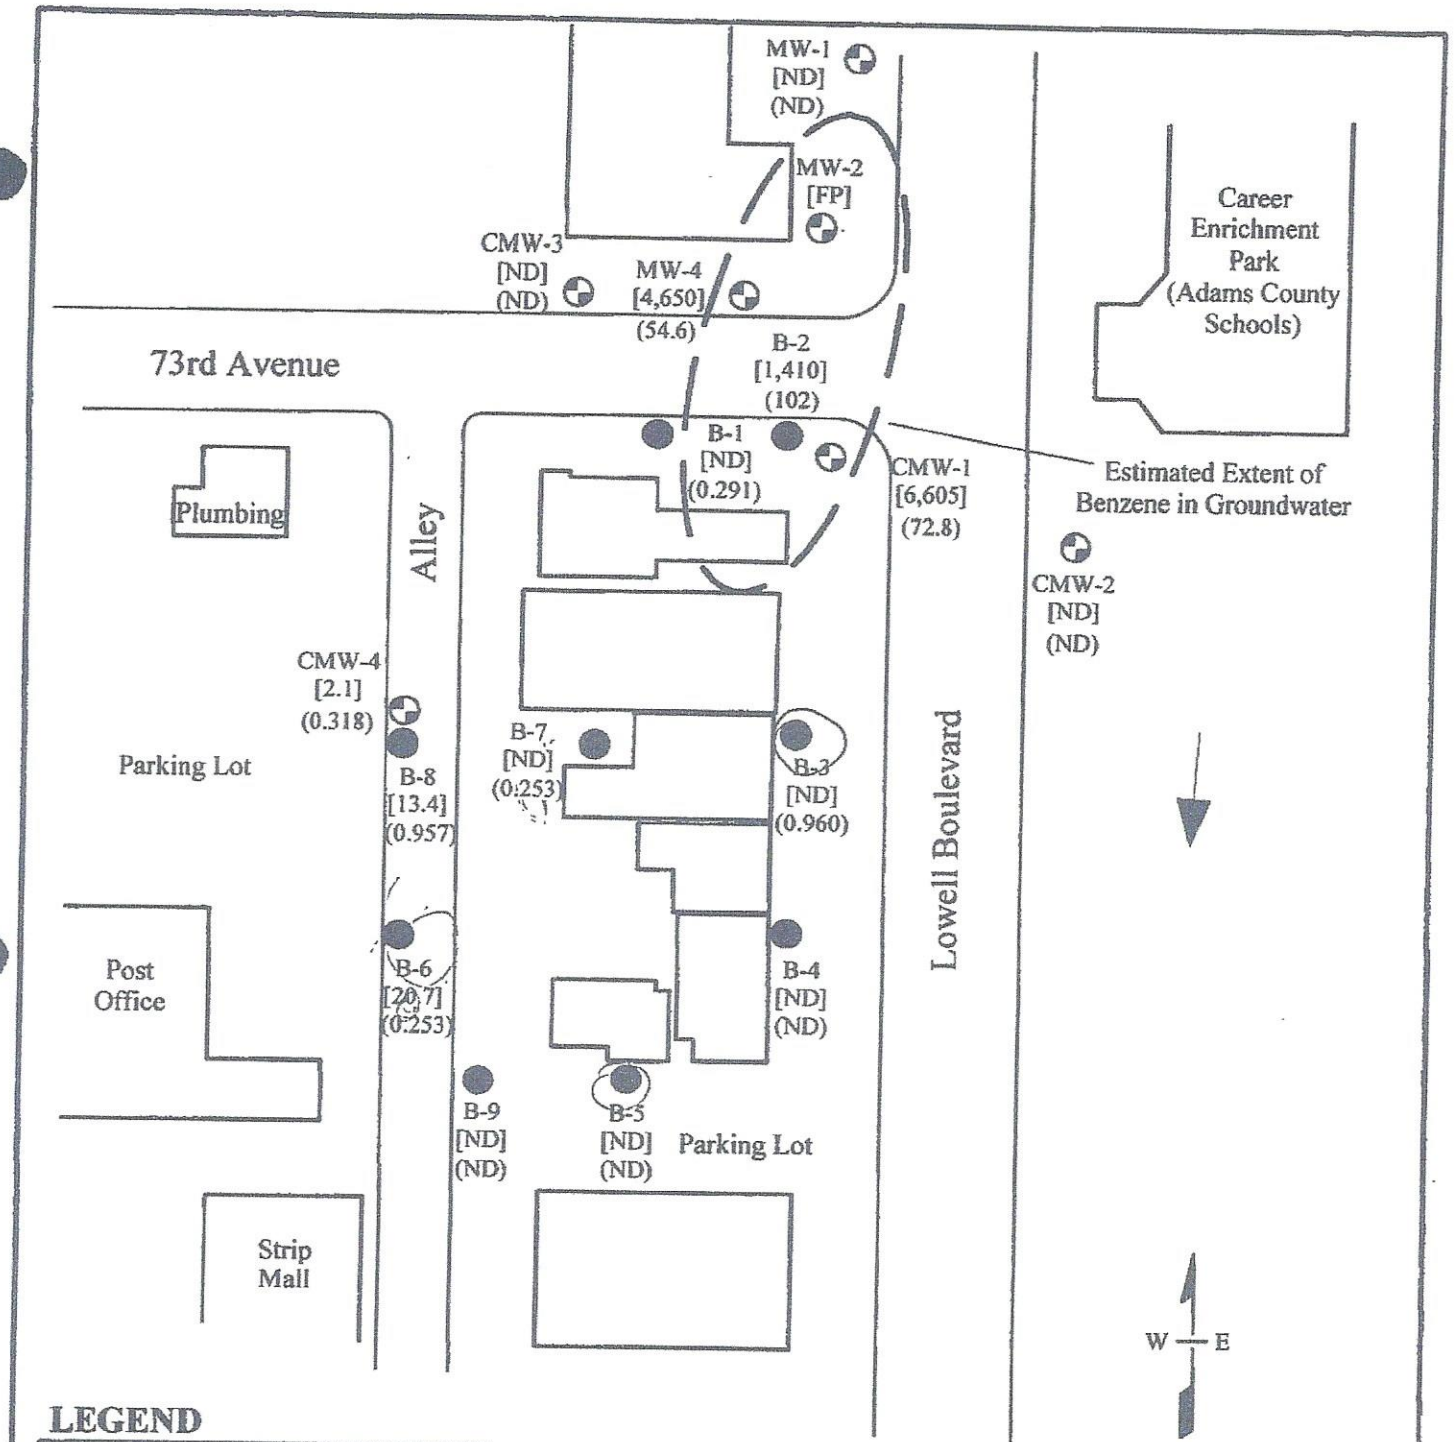 MW-1
[ND]
(ND)
MW-2
[FP]
CMW-3
[ND]
(ND)
MW-4
[4,650]
(54.6)
Career
Enrichment
Park
(Adams County
Schools)
73rd Avenue
B-2
[1,410]
(102)
B-1
[ND]
(0.291)
CMW-1
[6,605]
(72.8)
Estimated Extent of
Benzene in Groundwater
Plumbing
Alley
CMW-2
[ND]
(ND)
CMW-4
[2.1]
(0.318)
Parking Lot
B-8
[13.4]
(0.957)
B-7
[ND]
(0.253)
B-3
[ND]
(0.960)
Lowell Boulevard
Post
Office
B-6
[20.7]
(0.253)
B-4
[ND]
(ND)
B-9
[ND]
(ND)
B-5
[ND]
(ND)
Parking Lot
Strip
Mall
W E
LEGEND